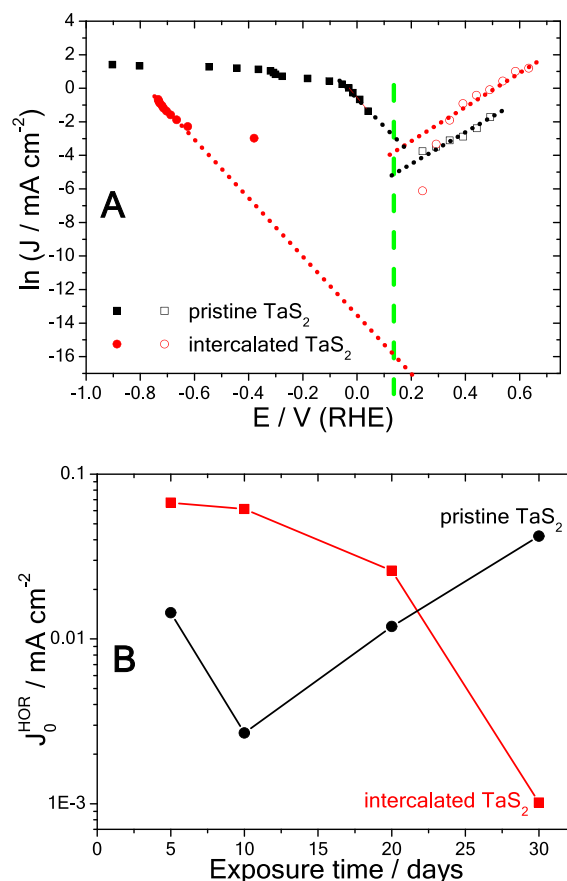 4
2
0
-2
-4
-6
-8
-10
-12
-14
-16
ln (J / mA cm⁻²)
A
pristine TaS₂
intercalated TaS₂
-1.0 -0.8 -0.6 -0.4 -0.2 0.0 0.2 0.4 0.6
E / V (RHE)
0.1
0.01
1E-3
J₀ᴴᴼᴿ / mA cm⁻²
pristine TaS₂
B
intercalated TaS₂
0 5 10 15 20 25 30
Exposure time / days